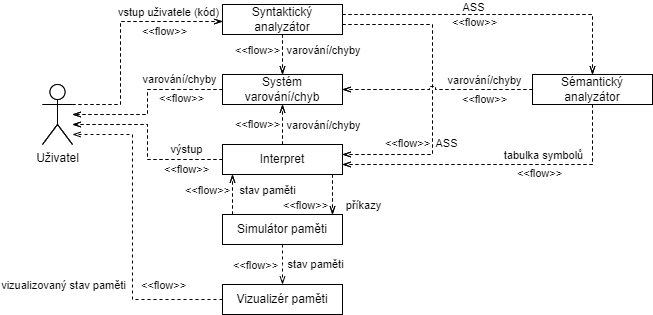 vstup uživatele (kód)
<<flow>>
Syntaktický
analyzátor
ASS
<<flow>>
<<flow>>
varování/chyby
varování/chyby
<<flow>>
Systém
varování/chyb
varování/chyby
<<flow>>
Sémantický
analyzátor
Uživatel
<<flow>>
varování/chyby
<<flow>>
ASS
výstup
<<flow>>
Interpret
tabulka symbolů
<<flow>>
<<flow>>
stav paměti
<<flow>>
příkazy
Simulátor paměti
<<flow>>
stav paměti
vizualizovaný stav paměti
<<flow>>
Vizualizér paměti